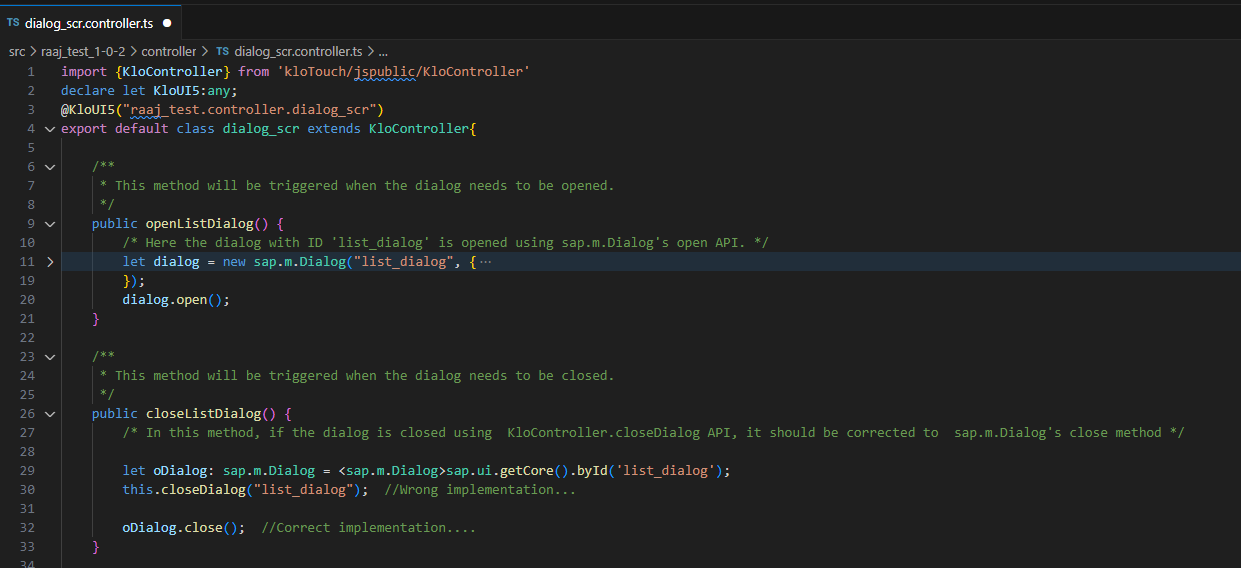 TS dialog_scr.controller.ts ●
src > raaj_test_1-0-2 > controller > TS dialog_scr.controller.ts > ...
1 import {KloController} from 'kloTouch/jspublic/KloController'
2 declare let KloUI5:any;
3 @KloUI5("raaj_test.controller.dialog_scr")
4 export default class dialog_scr extends KloController{
5
6 /**
7 * This method will be triggered when the dialog needs to be opened.
8 */
9 public openListDialog() {
10 /* Here the dialog with ID 'list_dialog' is opened using sap.m.Dialog's open API. */
11 let dialog = new sap.m.Dialog("list_dialog", {···
19 });
20 dialog.open();
21 }
22
23 /**
24 * This method will be triggered when the dialog needs to be closed.
25 */
26 public closeListDialog() {
27 /* In this method, if the dialog is closed using  KloController.closeDialog API, it should be corrected to  sap.m.Dialog's close method */
28
29 let oDialog: sap.m.Dialog = <sap.m.Dialog>sap.ui.getCore().byId('list_dialog');
30 this.closeDialog("list_dialog");  //Wrong implementation...
31
32 oDialog.close();  //Correct implementation....
33 }
34